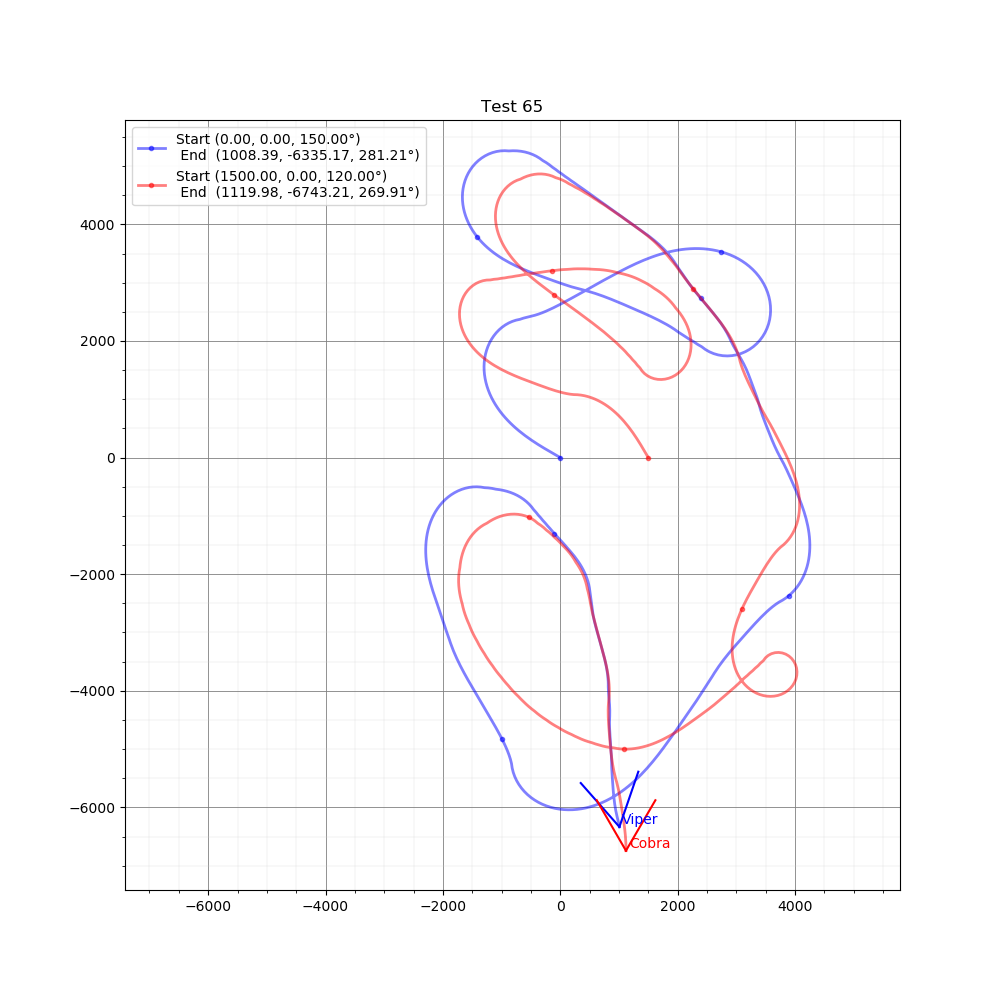 Test 65
Start (0.00, 0.00, 150.00°)
End  (1008.39, -6335.17, 281.21°)
Start (1500.00, 0.00, 120.00°)
End  (1119.98, -6743.21, 269.91°)
4000
2000
0
−2000
−4000
−6000
Viper
Cobra
−6000 −4000 −2000 0 2000 4000